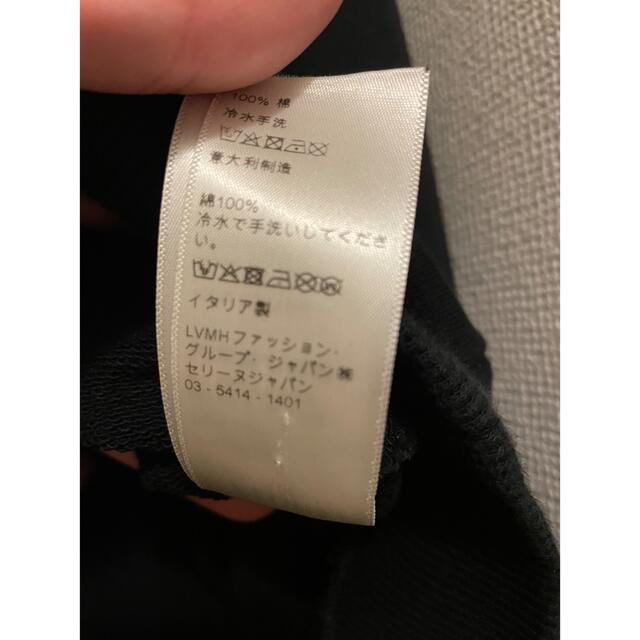 100% 棉
冷水手洗
意大利制造
綿100%
冷水で手洗いしてくださ
い。
イタリア製
LVMHファッション・
グループ・ジャパン㈱
セリーヌジャパン
03 - 5414 - 1401